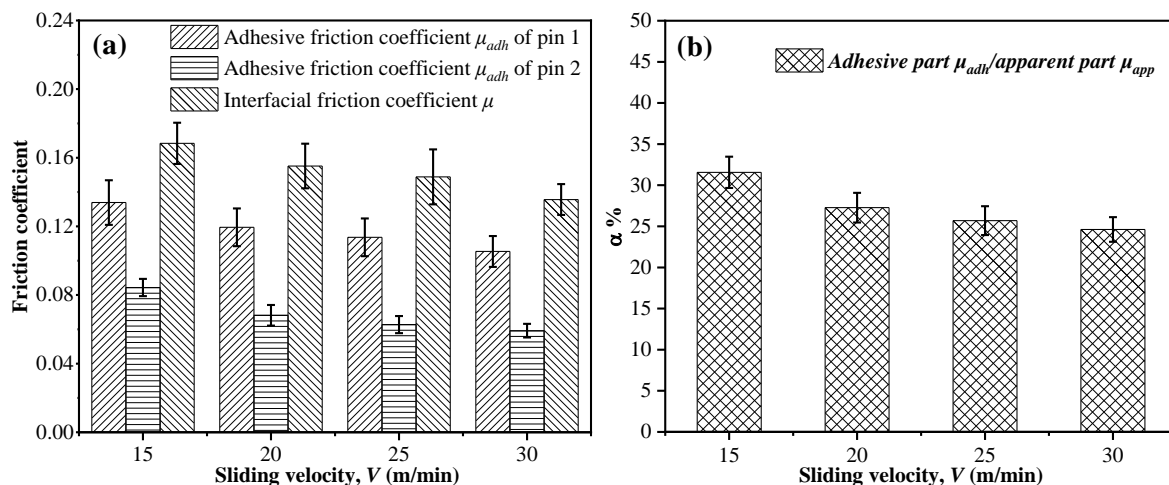 (a)
Adhesive friction coefficient μadh of pin 1
Adhesive friction coefficient μadh of pin 2
Interfacial friction coefficient μ
Friction coefficient
0.24
0.20
0.16
0.12
0.08
0.04
0.00
15 20 25 30
Sliding velocity, V (m/min)
(b)
Adhesive part μadh/apparent part μapp
α %
50
45
40
35
30
25
20
15
10
5
0
15 20 25 30
Sliding velocity, V (m/min)